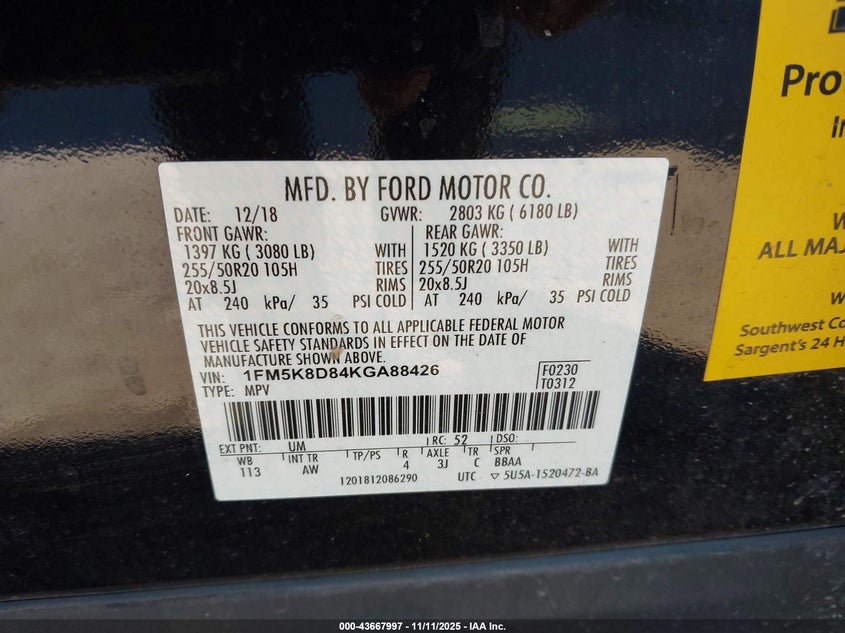 MFD. BY FORD MOTOR CO.
DATE: 12/18 GVWR: 2803 KG ( 6180 LB)
FRONT GAWR: REAR GAWR:
1397 KG ( 3080 LB) WITH 1520 KG ( 3350 LB) WITH
255/50R20 105H TIRES 255/50R20 105H TIRES
20x8.5J RIMS 20x8.5J RIMS
AT 240 kPa/ 35 PSI COLD AT 240 kPa/ 35 PSI COLD
THIS VEHICLE CONFORMS TO ALL APPLICABLE FEDERAL MOTOR
VEHICLE SAFETY STANDARDS IN EFFECT ON THE DATE OF
MANUFACTURE SHOWN ABOVE.
VIN: 1FM5K8D84KGA88426 F0230
TYPE: MPV T0312
EXT PNT: UM RC: 52 DSO:
WB INT TR TP/PS R AXLE TR SPR
113 AW 4 3J C BBAA
1201812086290 UTC ▽ 5U5A-1520472-BA
Pro
ALL MAJ
Southwest Co
Sargent's 24 H
000-43667997 - 11/11/2025 - IAA Inc.